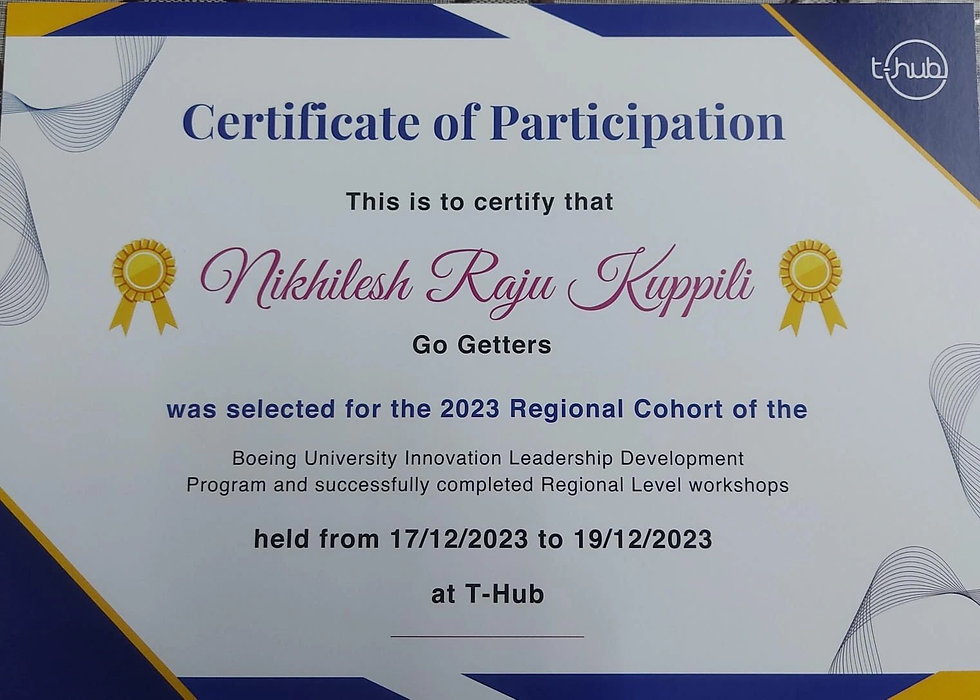 t-hub
Certificate of Participation
This is to certify that
Nikhilesh Raju Kuppili
Go Getters
was selected for the 2023 Regional Cohort of the
Boeing University Innovation Leadership Development
Program and successfully completed Regional Level workshops
held from 17/12/2023 to 19/12/2023
at T-Hub